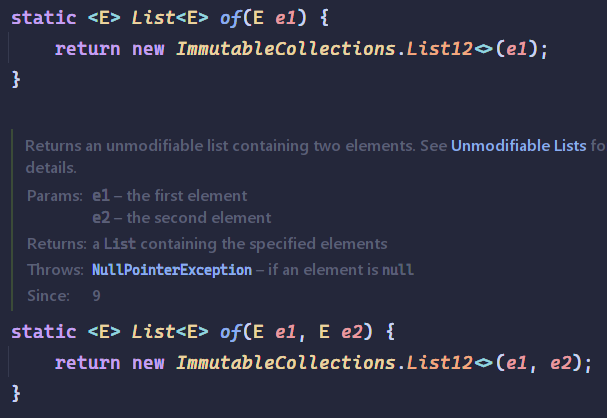 static <E> List<E> of(E e1) {
return new ImmutableCollections.List12<>(e1);
}
Returns an unmodifiable list containing two elements. See Unmodifiable Lists fo
details.
Params: e1 – the first element
e2 – the second element
Returns: a List containing the specified elements
Throws: NullPointerException – if an element is null
Since: 9
static <E> List<E> of(E e1, E e2) {
return new ImmutableCollections.List12<>(e1, e2);
}